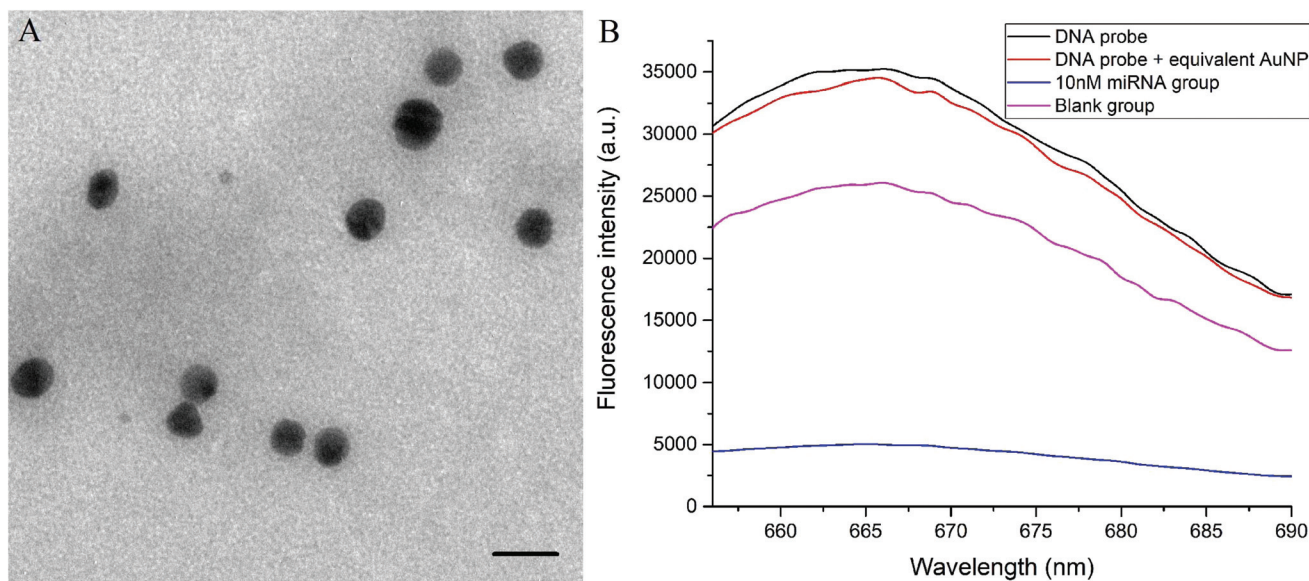 A
B
DNA probe
DNA probe + equivalent AuNP
10nM miRNA group
Blank group
35000
30000
25000
20000
15000
10000
5000
0
Fluorescence intensity (a.u.)
660 665 670 675 680 685 690
Wavelength (nm)